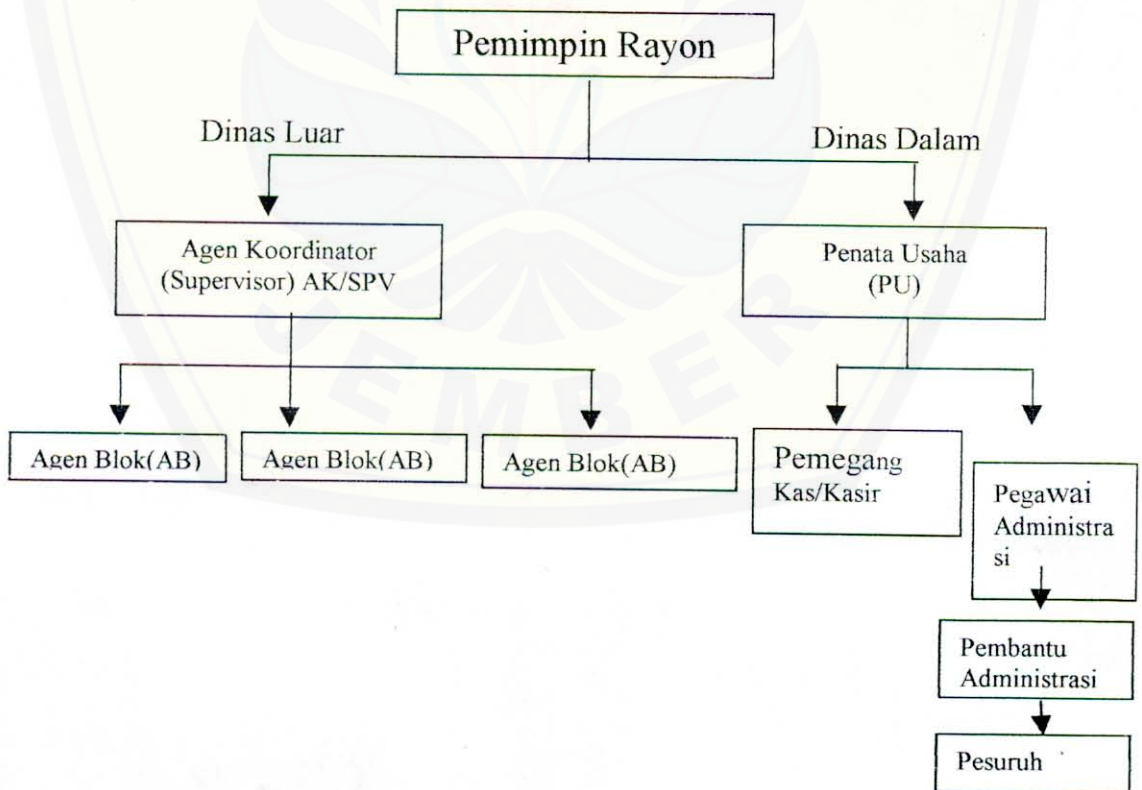 Pemimpin Rayon
Dinas Luar
Dinas Dalam
Agen Koordinator
(Supervisor) AK/SPV
Penata Usaha
(PU)
Agen Blok(AB)
Agen Blok(AB)
Agen Blok(AB)
Pemegang
Kas/Kasir
Pegawai
Administra
si
Pembantu
Administrasi
Pesuruh
JEMBER